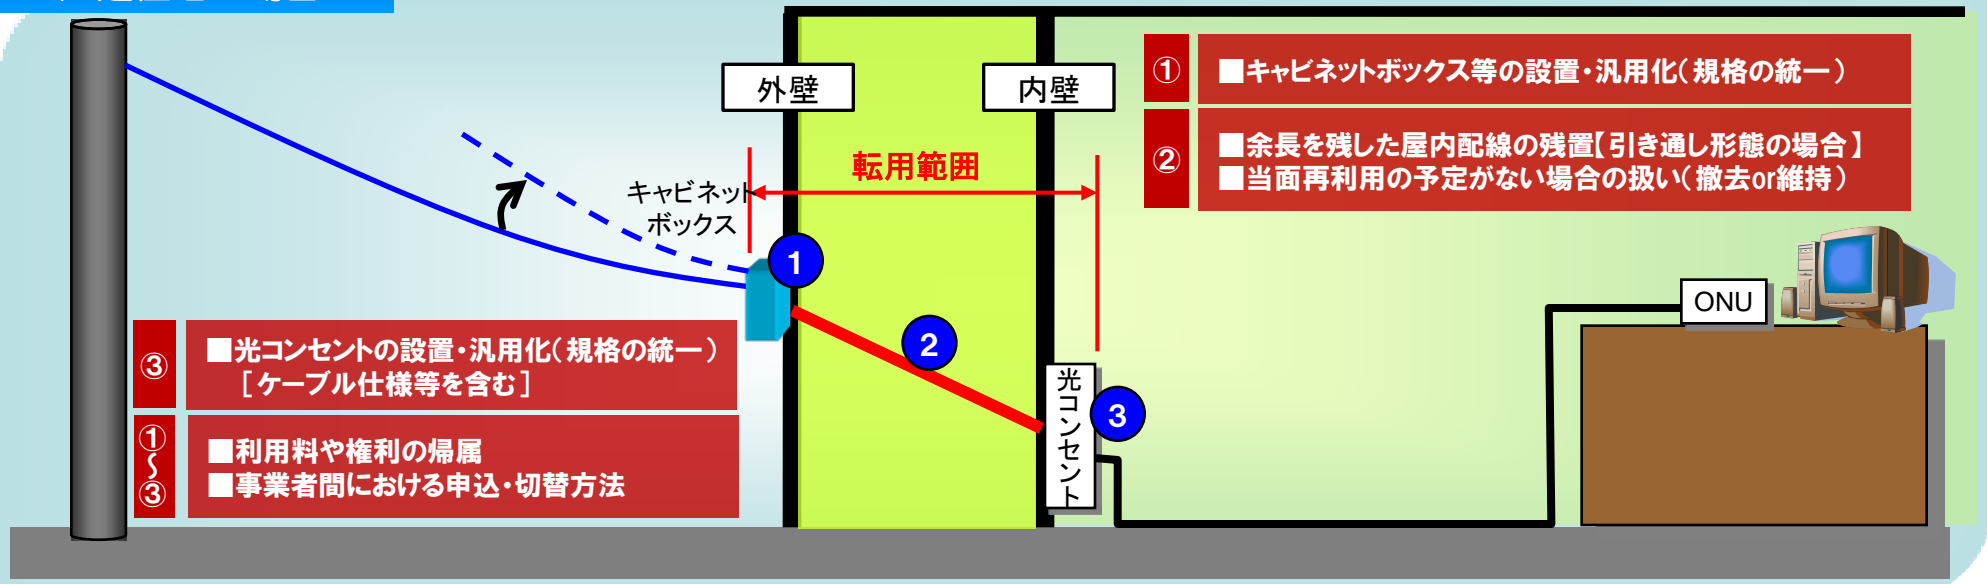 外壁
内壁
転用範囲
キャビネット
ボックス
①
■キャビネットボックス等の設置・汎用化(規格の統一)
②
■余長を残した屋内配線の残置【引き通し形態の場合】
■当面再利用の予定がない場合の扱い(撤去or維持)
1
2
3
光コンセント
ONU
③
■光コンセントの設置・汎用化(規格の統一)
[ケーブル仕様等を含む]
①～③
■利用料や権利の帰属
■事業者間における申込・切替方法